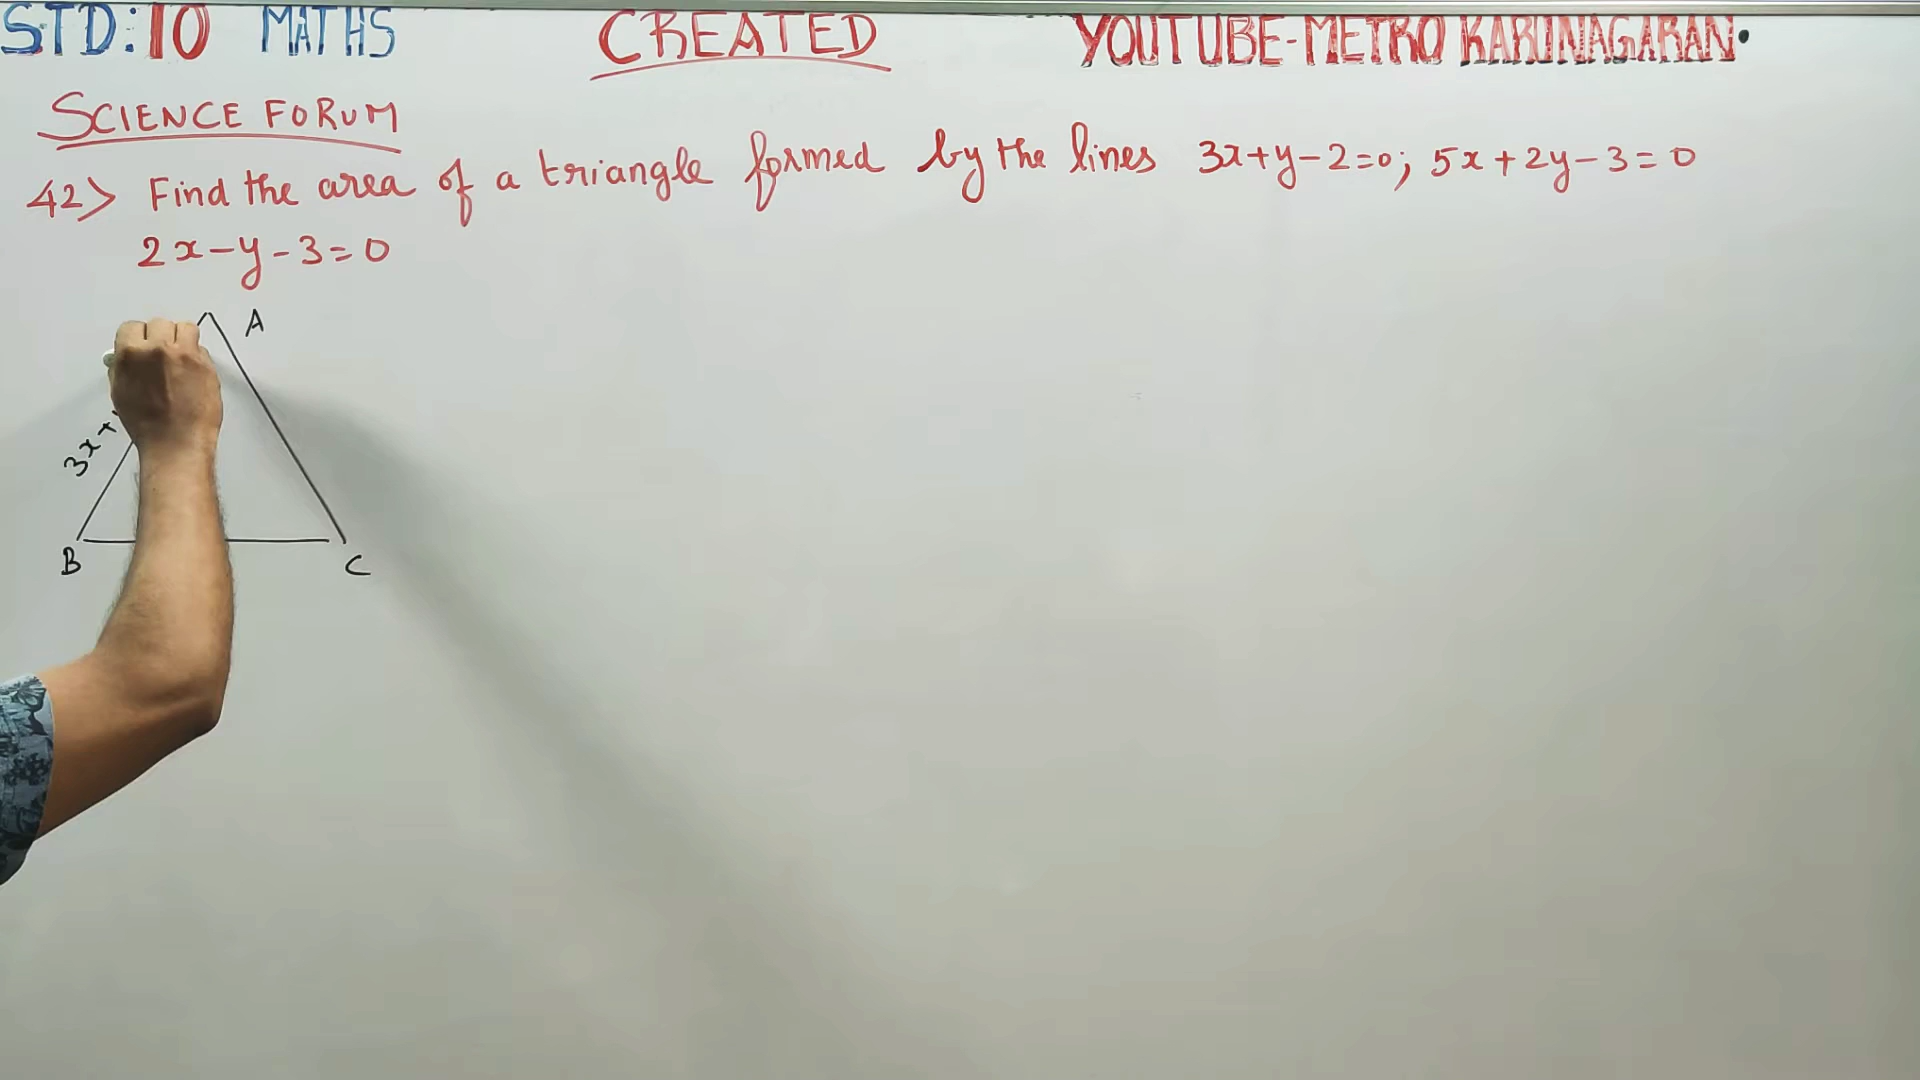 STD:10 MATHS CREATED YOUTUBE-METRO KARUNAGARAN.
SCIENCE FORUM
42> Find the area of a triangle formed by the lines 3x+y-2=0; 5x+2y-3=0
2x-y-3=0
A
3x+
B C